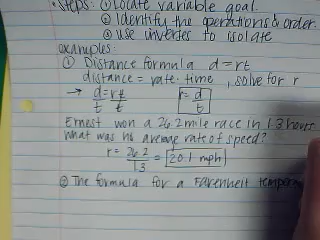 • Steps: ① Locate variable goal.
② Identify the operations & order.
③ use inverses to isolate
examples:
① Distance formula d = rt
distance = rate · time, solve for r
→ d/t = rt/t r = d/t
Ernest won a 26.2 mile race in 1.3 hours
what was his average rate of speed?
r = 26.2/1.3 = 20.1 mph
② The formula for a Farenheit